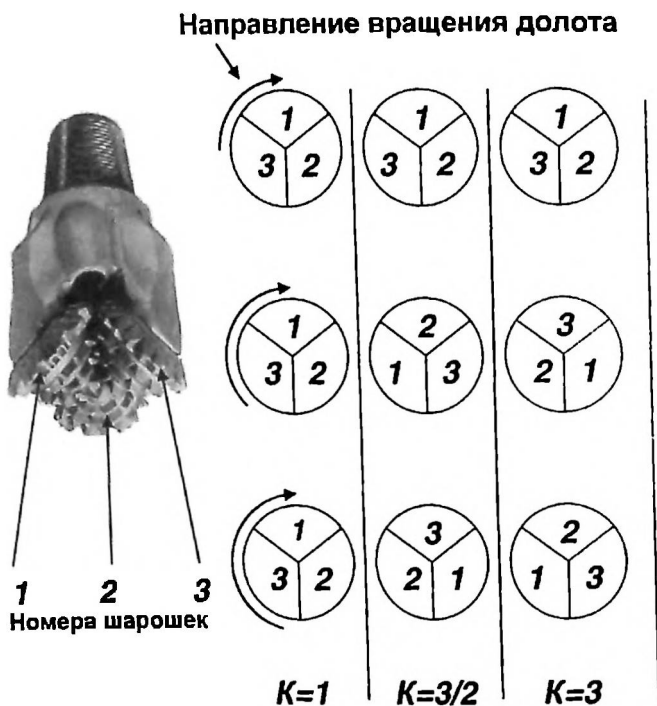 Направление вращения долота
1 1 1
3 2 3 2 3 2
1 2 3
3 2 1 3 2 1
1 3 2
3 2 2 1 1 3
1 2 3
Номера шарошек
K=1 K=3/2 K=3